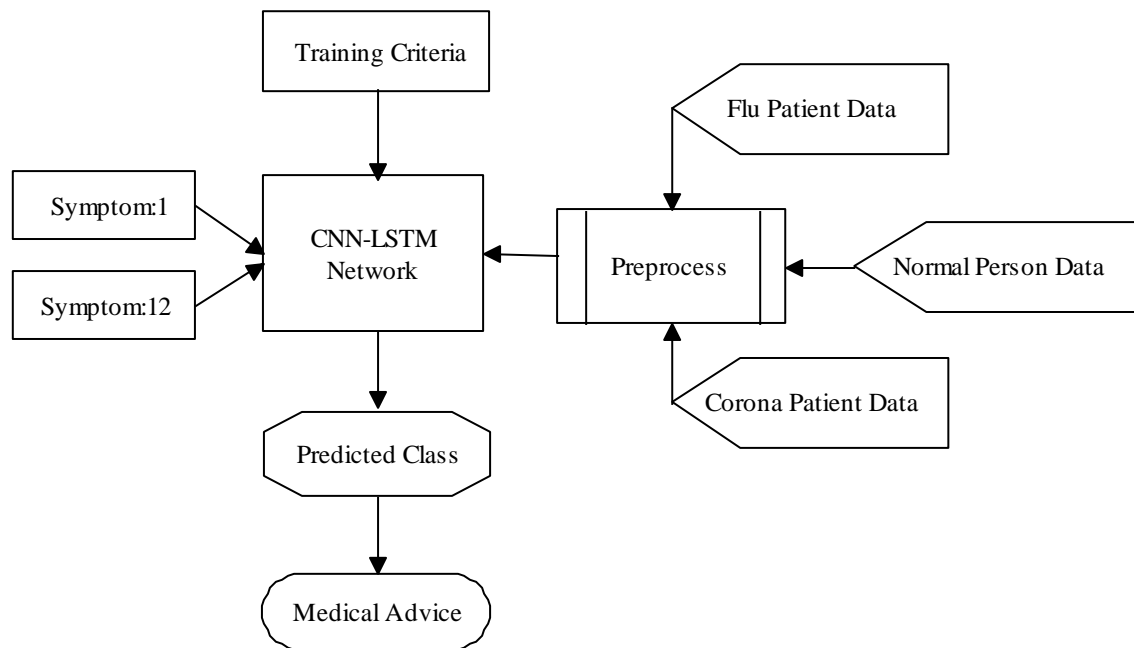 Training Criteria
Flu Patient Data
Symptom:1
CNN-LSTM
Network
Preprocess
Normal Person Data
Symptom:12
Corona Patient Data
Predicted Class
Medical Advice